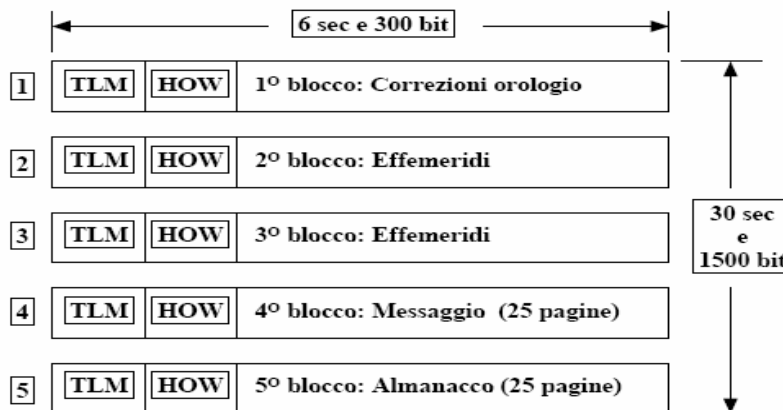 6 sec e 300 bit
1 TLM HOW 1º blocco: Correzioni orologio
2 TLM HOW 2º blocco: Effemeridi
3 TLM HOW 3º blocco: Effemeridi
30 sec
e
1500 bit
4 TLM HOW 4º blocco: Messaggio (25 pagine)
5 TLM HOW 5º blocco: Almanacco (25 pagine)